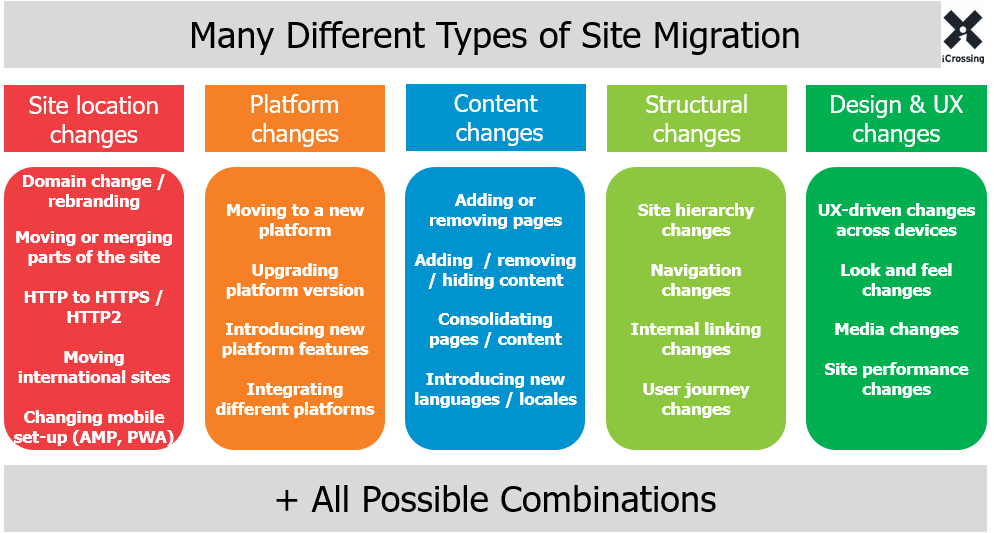 Many Different Types of Site Migration
iCrossing
Site location
changes
Domain change /
rebranding
Moving or merging
parts of the site
HTTP to HTTPS /
HTTP2
Moving
international sites
Changing mobile
set-up (AMP, PWA)
Platform
changes
Moving to a new
platform
Upgrading
platform version
Introducing new
platform features
Integrating
different platforms
Content
changes
Adding or
removing pages
Adding / removing
/ hiding content
Consolidating
pages / content
Introducing new
languages / locales
Structural
changes
Site hierarchy
changes
Navigation
changes
Internal linking
changes
User journey
changes
Design & UX
changes
UX-driven changes
across devices
Look and feel
changes
Media changes
Site performance
changes
+ All Possible Combinations